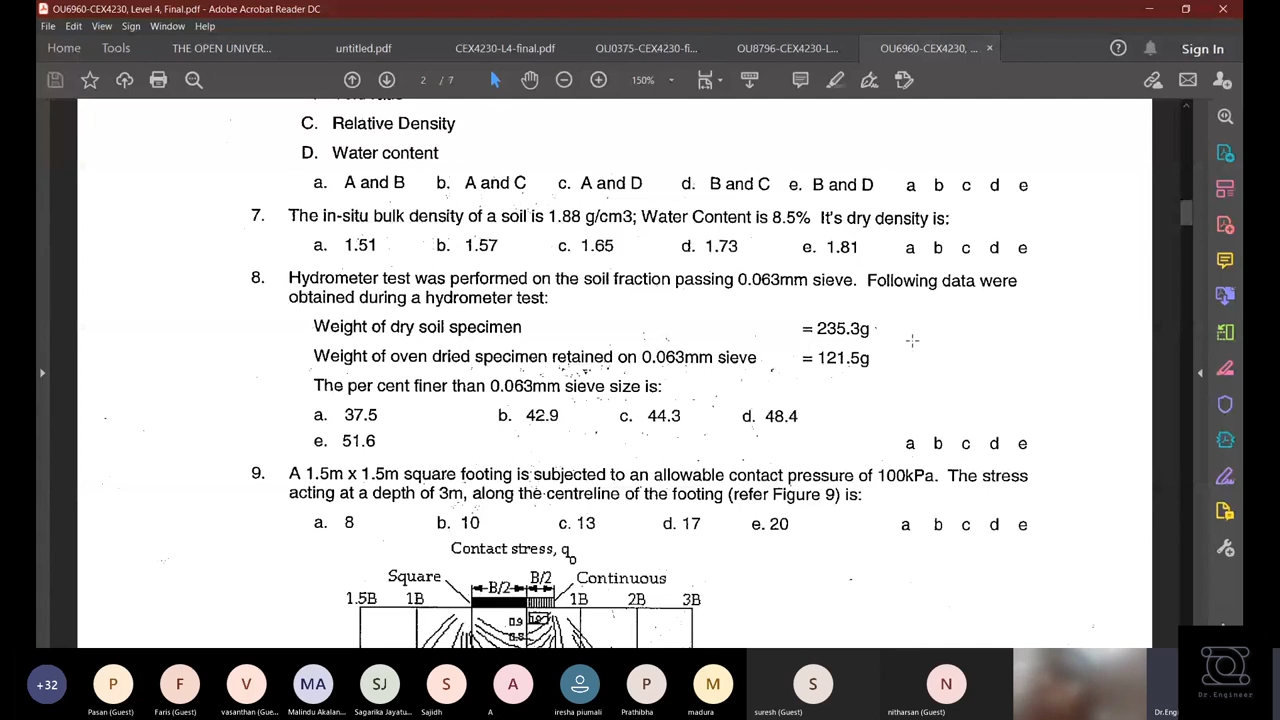 OU6960-CEX4230, Level 4, Final.pdf - Adobe Acrobat Reader DC
File Edit View Sign Window Help
Home Tools THE OPEN UNIVER... untitled.pdf CEX4230-L4-final.pdf OU0375-CEX4230-fi... OU8796-CEX4230-L... OU6960-CEX4230, ... × Sign In
2 / 7 150%
C. Relative Density
D. Water content
a. A and B b. A and C c. A and D d. B and C e. B and D a b c d e
7. The in-situ bulk density of a soil is 1.88 g/cm3; Water Content is 8.5% It's dry density is:
a. 1.51 b. 1.57 c. 1.65 d. 1.73 e. 1.81 a b c d e
8. Hydrometer test was performed on the soil fraction passing 0.063mm sieve. Following data were
obtained during a hydrometer test:
Weight of dry soil specimen = 235.3g
Weight of oven dried specimen retained on 0.063mm sieve = 121.5g
The per cent finer than 0.063mm sieve size is:
a. 37.5 b. 42.9 c. 44.3 d. 48.4
e. 51.6 a b c d e
9. A 1.5m x 1.5m square footing is subjected to an allowable contact pressure of 100kPa. The stress
acting at a depth of 3m, along the centreline of the footing (refer Figure 9) is:
a. 8 b. 10 c. 13 d. 17 e. 20 a b c d e
Contact stress, q0
Square B/2 B/2 Continuous
1.5B 1B 1B 2B 3B
0.9
+32 P F V MA SJ S A P M S N
Pasan (Guest) Faris (Guest) vasanthan (Gue... Malindu Akalan... Sagarika Jayatu... Sajidh A iresha piumali Prathibha madura suresh (Guest) nitharsan (Guest) Dr.Engi
Dr.Engineer